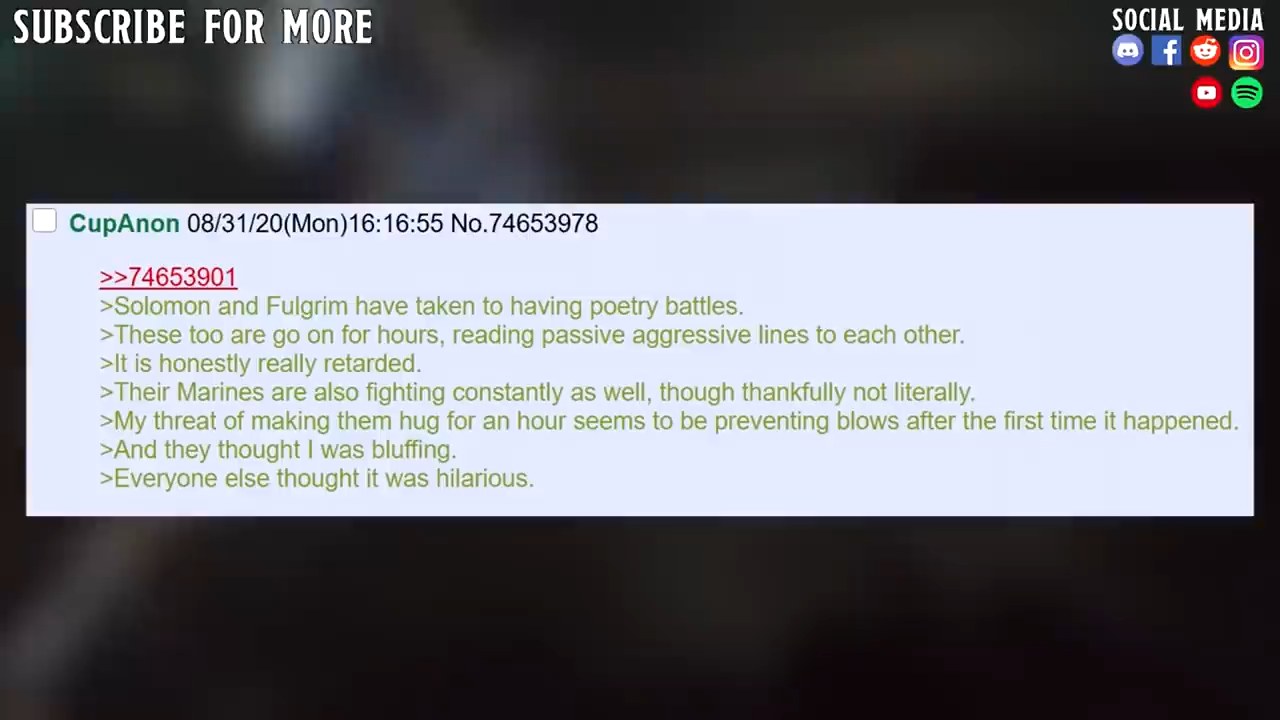 SUBSCRIBE FOR MORE
SOCIAL MEDIA
CupAnon 08/31/20(Mon)16:16:55 No.74653978
>>74653901
>Solomon and Fulgrim have taken to having poetry battles.
>These too are go on for hours, reading passive aggressive lines to each other.
>It is honestly really retarded.
>Their Marines are also fighting constantly as well, though thankfully not literally.
>My threat of making them hug for an hour seems to be preventing blows after the first time it happened.
>And they thought I was bluffing.
>Everyone else thought it was hilarious.